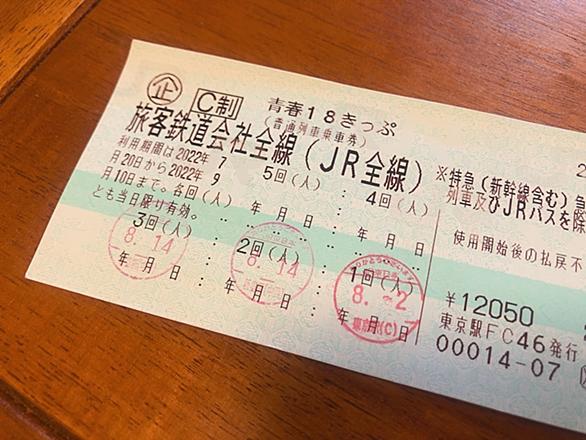 企 C制 青春18きっぷ
(普通列車乗車券)
旅客鉄道会社全線(JR全線)
利用期間は2022年 7
月20日から2022年 9
月10日まで。各回(人)
とも当日限り有効。
5回(人)
年 月 日
4回(人)
年 月 日
3回(人)
8.14
年 月 日
2回(人)
8.14
年 月 日
1回(人)
8.-2
年 月 日
※特急(新幹線含む)急
列車及びJRバスを除
使用開始後の払戻不
¥12050
東京駅FC46発行
00014-07